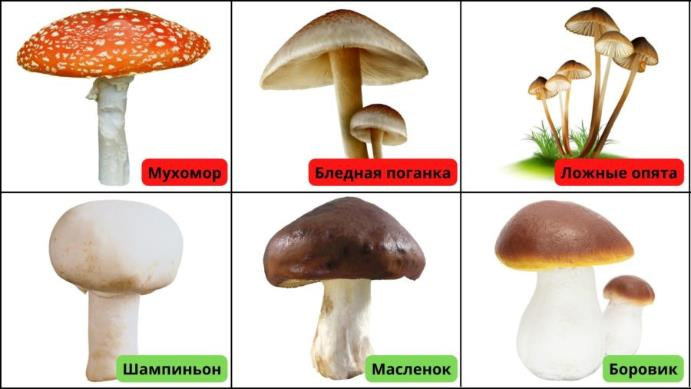 Мухомор
Бледная поганка
Ложные опята
Шампиньон
Масленок
Боровик